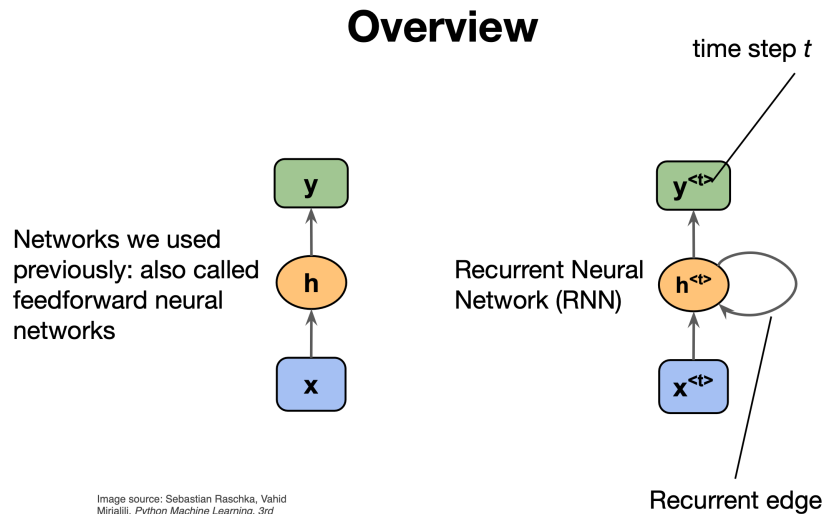 Overview
time step t
y
y<t>
Networks we used
previously: also called
feedforward neural
networks
h
Recurrent Neural
Network (RNN)
h<t>
x
x<t>
Image source: Sebastian Raschka, Vahid
Mirjalili. Python Machine Learning. 3rd
Recurrent edge